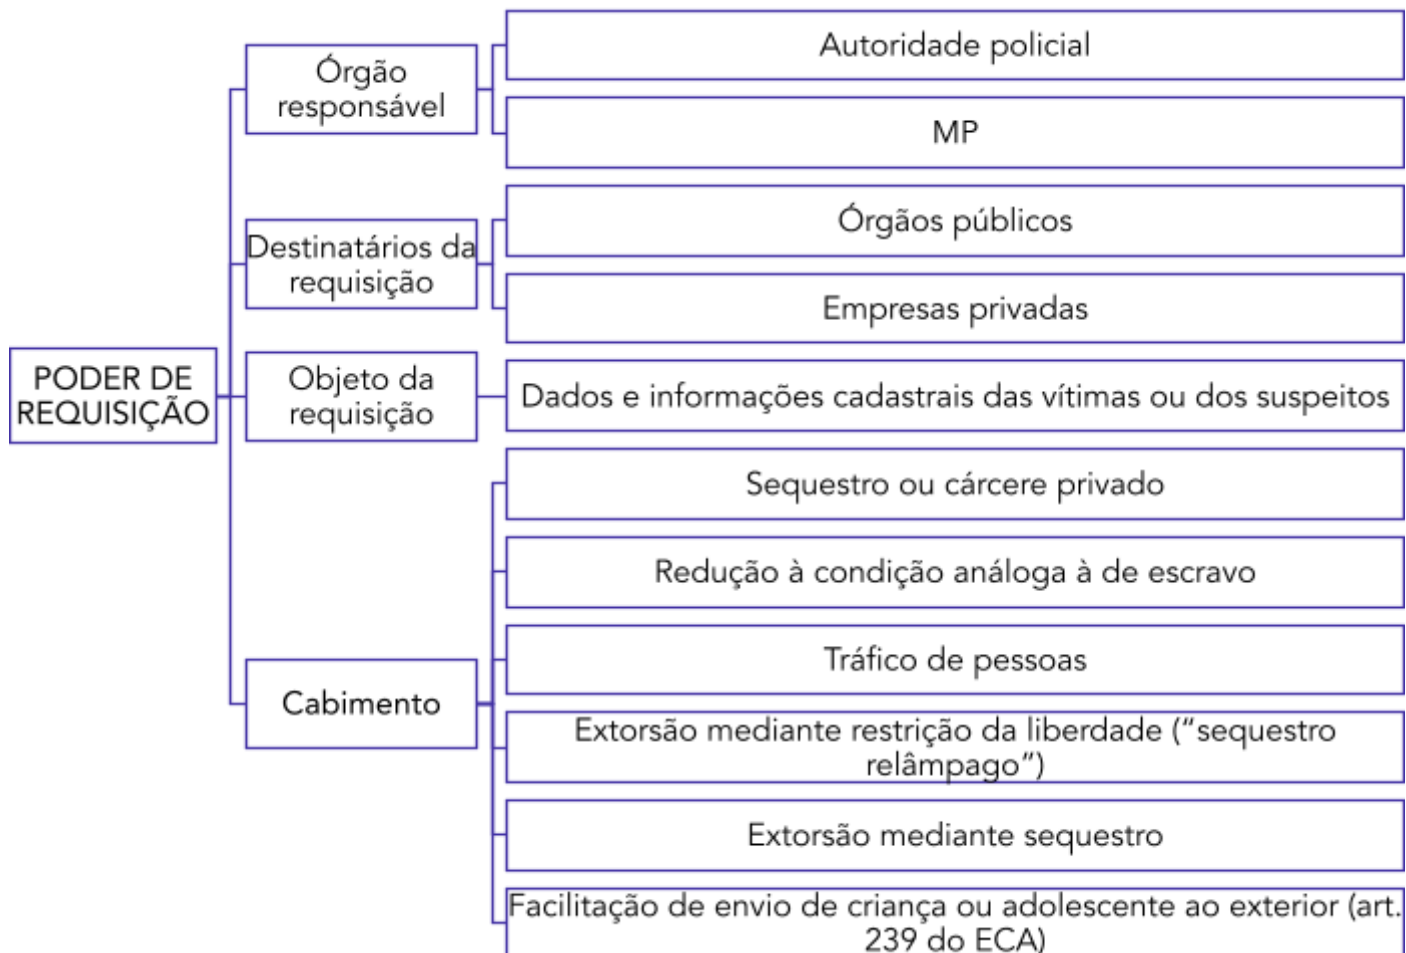 PODER DE
REQUISIÇÃO
Órgão
responsável
Autoridade policial
MP
Destinatários da
requisição
Órgãos públicos
Empresas privadas
Objeto da
requisição
Dados e informações cadastrais das vítimas ou dos suspeitos
Cabimento
Sequestro ou cárcere privado
Redução à condição análoga à de escravo
Tráfico de pessoas
Extorsão mediante restrição da liberdade (“sequestro
relâmpago”)
Extorsão mediante sequestro
Facilitação de envio de criança ou adolescente ao exterior (art.
239 do ECA)